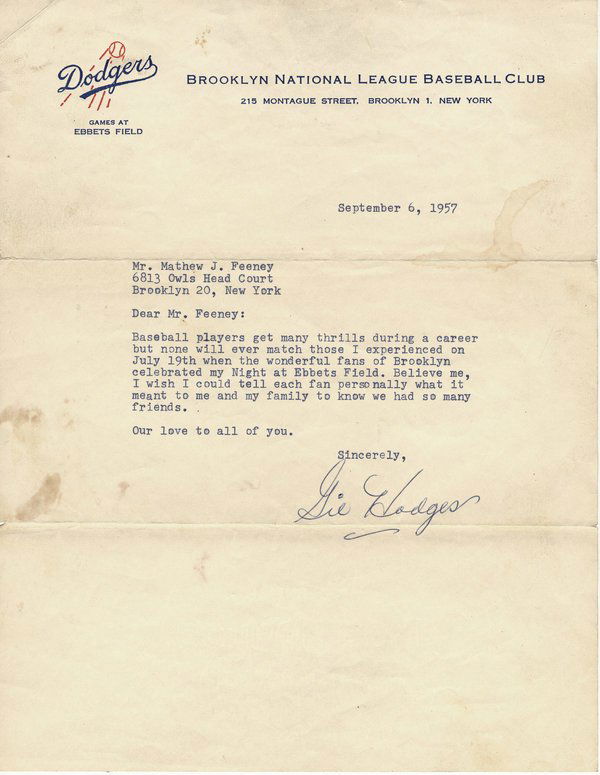 Dodgers
GAMES AT
EBBETS FIELD
BROOKLYN NATIONAL LEAGUE BASEBALL CLUB
215 MONTAGUE STREET, BROOKLYN 1, NEW YORK
September 6, 1957
Mr. Mathew J. Feeney
6813 Owls Head Court
Brooklyn 20, New York
Dear Mr. Feeney:
Baseball players get many thrills during a career
but none will ever match those I experienced on
July 19th when the wonderful fans of Brooklyn
celebrated my Night at Ebbets Field. Believe me,
I wish I could tell each fan personally what it
meant to me and my family to know we had so many
friends.
Our love to all of you.
Sincerely,
Gil Hodges